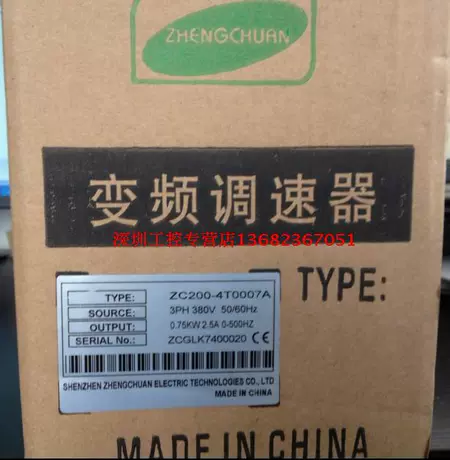 ZHENGCHUAN
变频调速器
深圳工控专营店13682367051
TYPE:
TYPE: ZC200-4T0007A
SOURCE: 3PH 380V 50/60Hz
OUTPUT: 0.75KW 2.5A 0-500HZ
SERIAL No.: ZCGLK7400020 CE
SHENZHEN ZHENGCHUAN ELECTRIC TECHNOLOGIES CO., LTD.
MADE IN CHINA
MADE IN CHINA